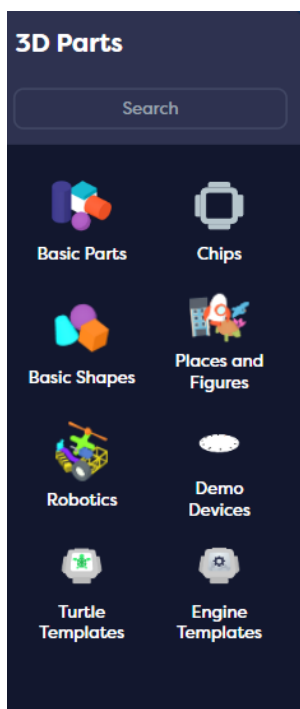 3D Parts
Search
Basic Parts
Chips
Basic Shapes
Places and
Figures
Robotics
Demo
Devices
Turtle
Templates
Engine
Templates